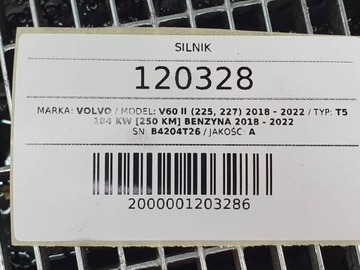 SILNIK
120328
MARKA: VOLVO / MODEL: V60 II (225, 227) 2018 - 2022 / TYP: T5
184 KW [250 KM] BENZYNA 2018 - 2022
SN: B4204T26 / JAKOŚĆ: A
2000001203286